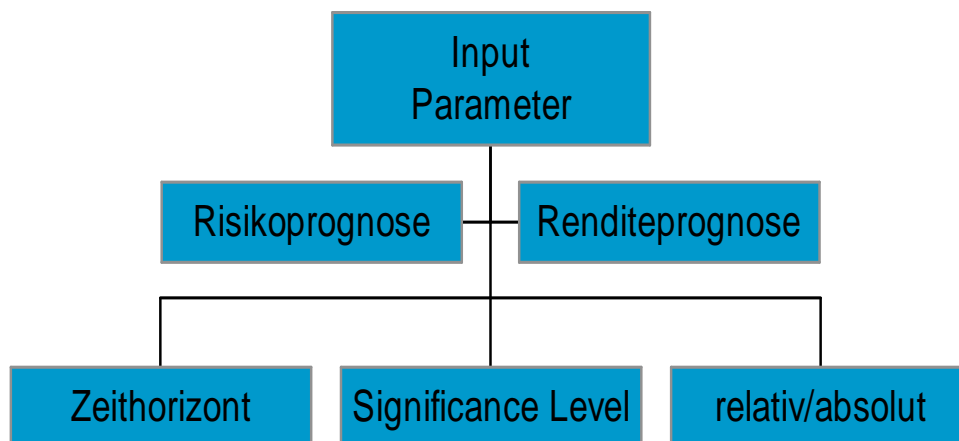 Input
Parameter
Risikoprognose
Renditeprognose
Zeithorizont
Significance Level
relativ/absolut